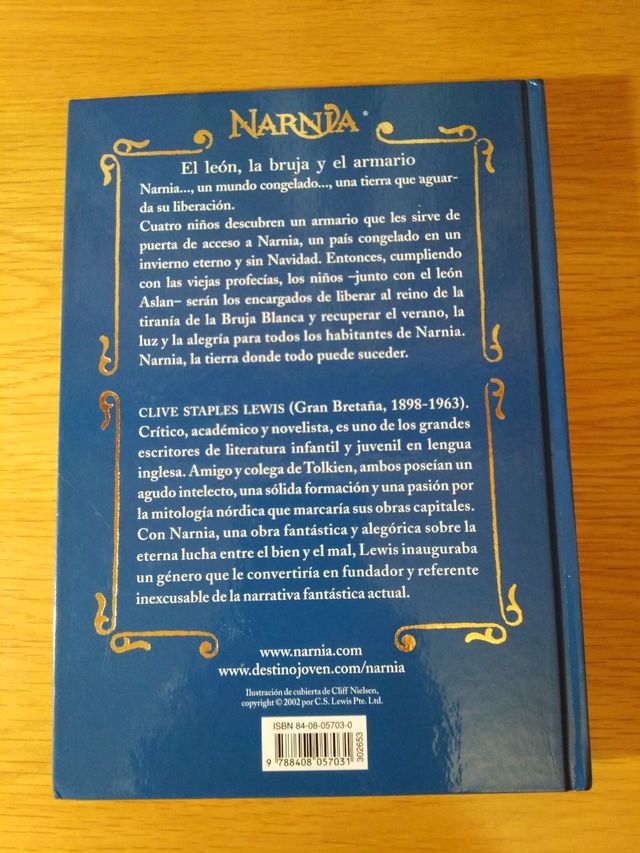 NARNIA®
El león, la bruja y el armario
Narnia..., un mundo congelado..., una tierra que aguar-
da su liberación.
Cuatro niños descubren un armario que les sirve de
puerta de acceso a Narnia, un país congelado en un
invierno eterno y sin Navidad. Entonces, cumpliendo
con las viejas profecías, los niños –junto con el león
Aslan– serán los encargados de liberar al reino de la
tiranía de la Bruja Blanca y recuperar el verano, la
luz y la alegría para todos los habitantes de Narnia.
Narnia, la tierra donde todo puede suceder.
CLIVE STAPLES LEWIS (Gran Bretaña, 1898-1963).
Crítico, académico y novelista, es uno de los grandes
escritores de literatura infantil y juvenil en lengua
inglesa. Amigo y colega de Tolkien, ambos poseían un
agudo intelecto, una sólida formación y una pasión por
la mitología nórdica que marcaría sus obras capitales.
Con Narnia, una obra fantástica y alegórica sobre la
eterna lucha entre el bien y el mal, Lewis inauguraba
un género que le convertiría en fundador y referente
inexcusable de la narrativa fantástica actual.
www.narnia.com
www.destinojoven.com/narnia
Ilustración de cubierta de Cliff Nielsen,
copyright © 2002 por C.S. Lewis Pte. Ltd.
ISBN 84-08-05703-0
9 788408 057031
302653